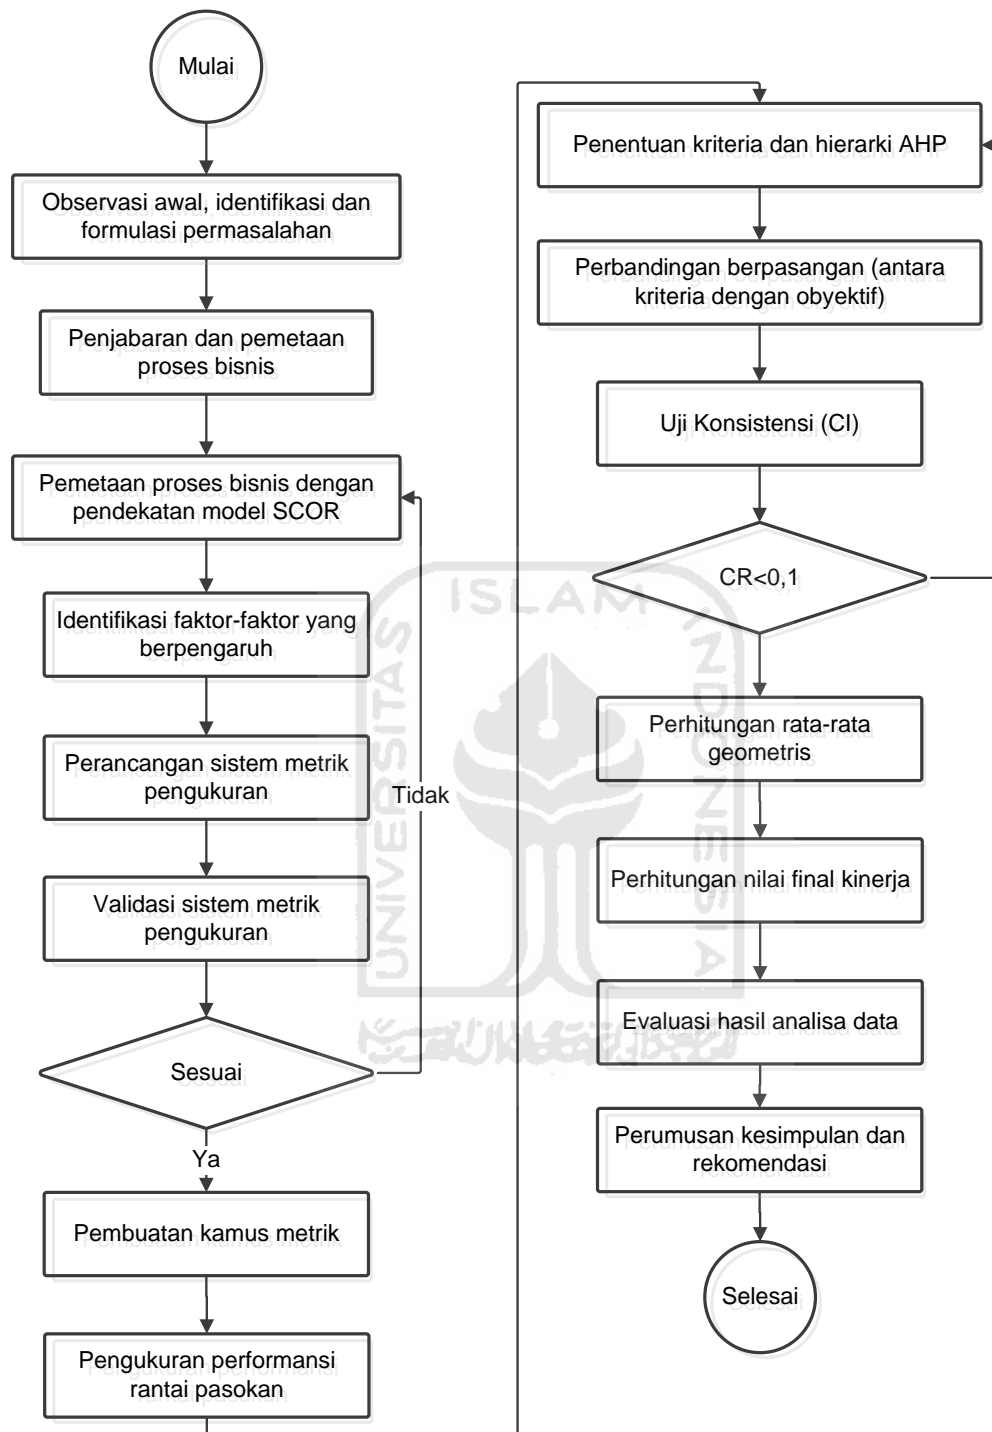 Mulai
Observasi awal, identifikasi dan
formulasi permasalahan
Penjabaran dan pemetaan
proses bisnis
Pemetaan proses bisnis dengan
pendekatan model SCOR
Identifikasi faktor-faktor yang
berpengaruh
Perancangan sistem metrik
pengukuran
Tidak
Validasi sistem metrik
pengukuran
Sesuai
Ya
Pembuatan kamus metrik
Pengukuran performansi
rantai pasokan
Penentuan kriteria dan hierarki AHP
Perbandingan berpasangan (antara
kriteria dengan obyektif)
Uji Konsistensi (CI)
CR<0,1
Perhitungan rata-rata
geometris
Perhitungan nilai final kinerja
Evaluasi hasil analisa data
Perumusan kesimpulan dan
rekomendasi
Selesai
UNIVERSITAS
ISLAM
INDONESIA